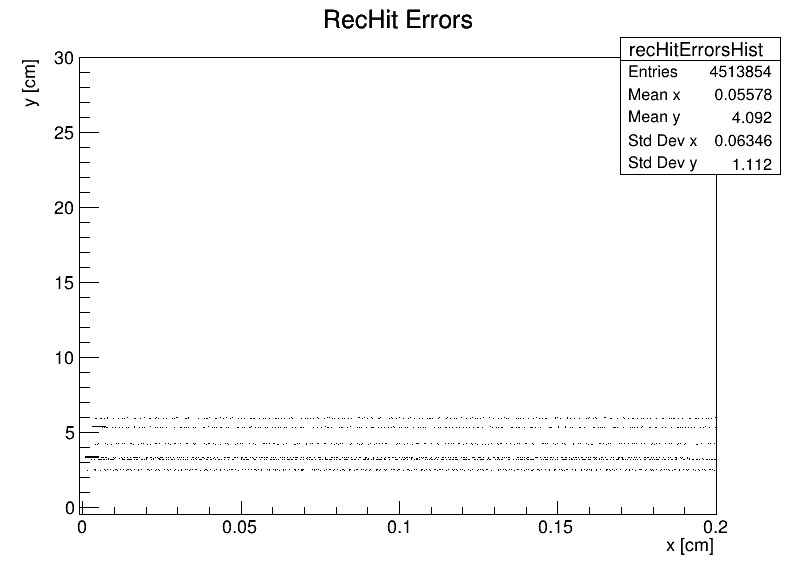 RecHit Errors
recHitErrorsHist
Entries 4513854
Mean x 0.05578
Mean y 4.092
Std Dev x 0.06346
Std Dev y 1.112
y [cm]
30
25
20
15
10
5
0
0 0.05 0.1 0.15 0.2
x [cm]